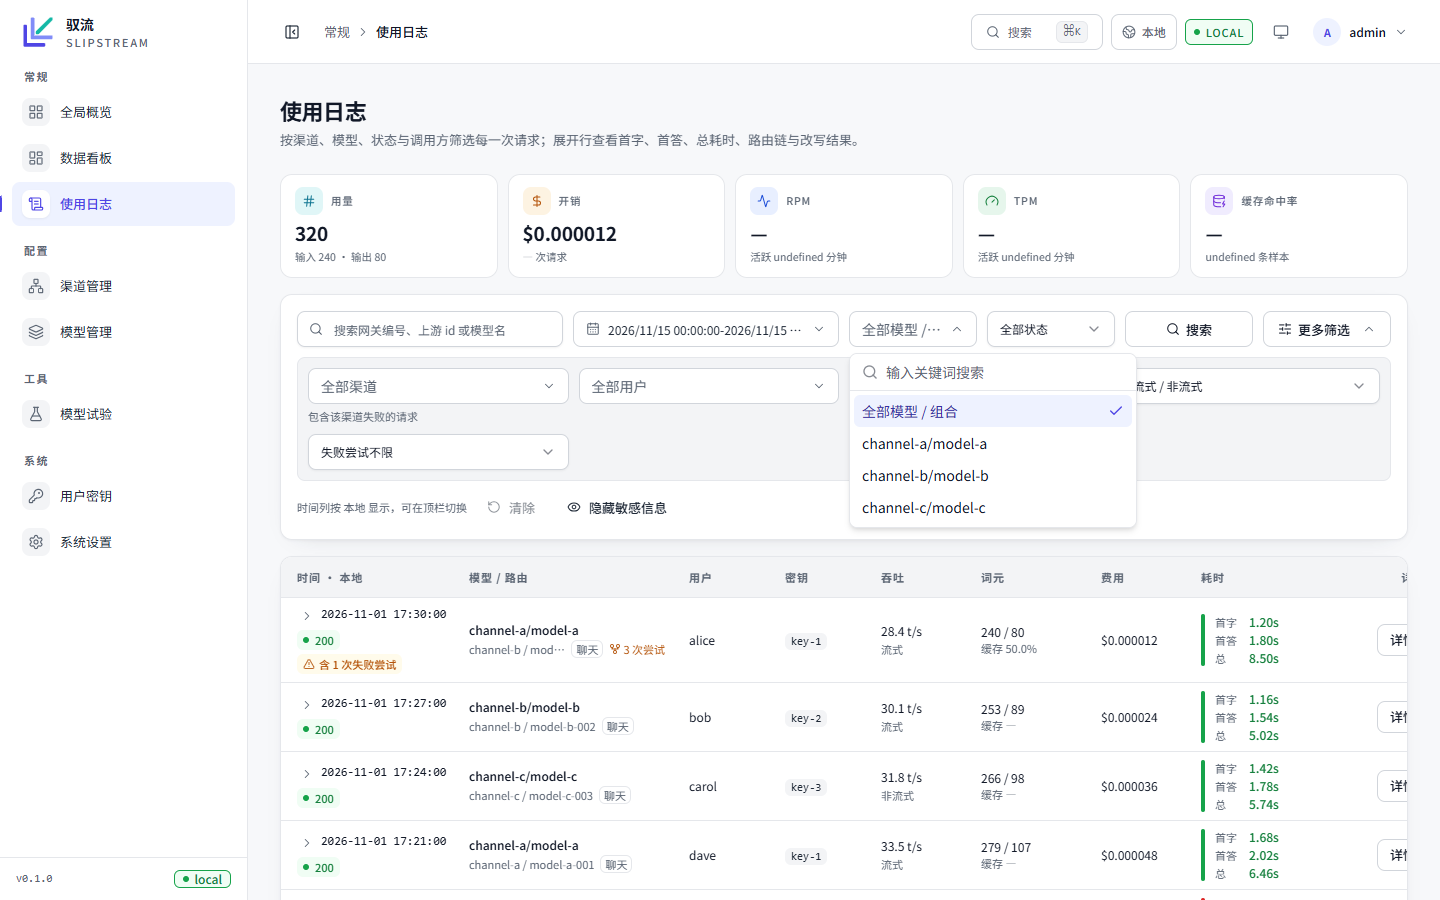 驭流
SLIPSTREAM
常规
全局概览
数据看板
使用日志
配置
渠道管理
模型管理
工具
模型试验
系统
用户密钥
系统设置
v0.1.0
local
常规
使用日志
搜索
⌘K
本地
LOCAL
A
admin
使用日志
按渠道、模型、状态与调用方筛选每一次请求；展开行查看首字、首答、总耗时、路由链与改写结果。
用量
320
输入 240 • 输出 80
开销
$0.000012
— 次请求
RPM
—
活跃 undefined 分钟
TPM
—
活跃 undefined 分钟
缓存命中率
—
undefined 条样本
搜索网关编号、上游 id 或模型名
2026/11/15 00:00:00-2026/11/15 ···
全部模型 /···
全部状态
搜索
更多筛选
全部渠道
全部用户
流式 / 非流式
包含该渠道失败的请求
失败尝试不限
输入关键词搜索
全部模型 / 组合
channel-a/model-a
channel-b/model-b
channel-c/model-c
时间列按 本地 显示，可在顶栏切换
清除
隐藏敏感信息
时间 • 本地
模型 / 路由
用户
密钥
吞吐
词元
费用
耗时
2026-11-01 17:30:00
200
含 1 次失败尝试
channel-a/model-a
channel-b / mod··· 聊天 3 次尝试
alice
key-1
28.4 t/s
流式
240 / 80
缓存 50.0%
$0.000012
首字 1.20s
首答 1.80s
总 8.50s
2026-11-01 17:27:00
200
channel-b/model-b
channel-b / model-b-002 聊天
bob
key-2
30.1 t/s
流式
253 / 89
缓存 —
$0.000024
首字 1.16s
首答 1.54s
总 5.02s
2026-11-01 17:24:00
200
channel-c/model-c
channel-c / model-c-003 聊天
carol
key-3
31.8 t/s
非流式
266 / 98
缓存 —
$0.000036
首字 1.42s
首答 1.78s
总 5.74s
2026-11-01 17:21:00
200
channel-a/model-a
channel-a / model-a-001 聊天
dave
key-1
33.5 t/s
流式
279 / 107
缓存 —
$0.000048
首字 1.68s
首答 2.02s
总 6.46s